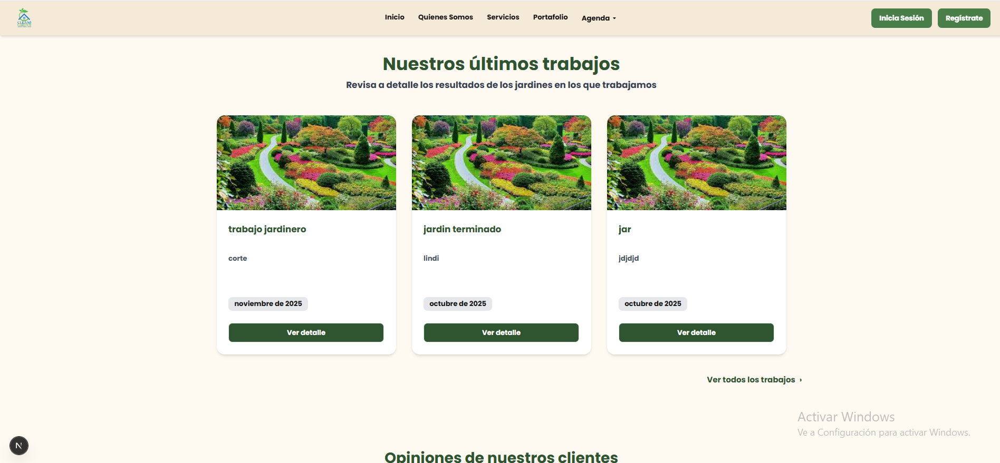 CLEAN &
GARDEN
Inicio
Quienes Somos
Servicios
Portafolio
Agenda
Inicia Sesión
Regístrate
Nuestros últimos trabajos
Revisa a detalle los resultados de los jardines en los que trabajamos
trabajo jardinero
corte
noviembre de 2025
Ver detalle
jardin terminado
lindi
octubre de 2025
Ver detalle
jar
jdjdjd
octubre de 2025
Ver detalle
Ver todos los trabajos ›
Activar Windows
Ve a Configuración para activar Windows.
N
Opiniones de nuestros clientes